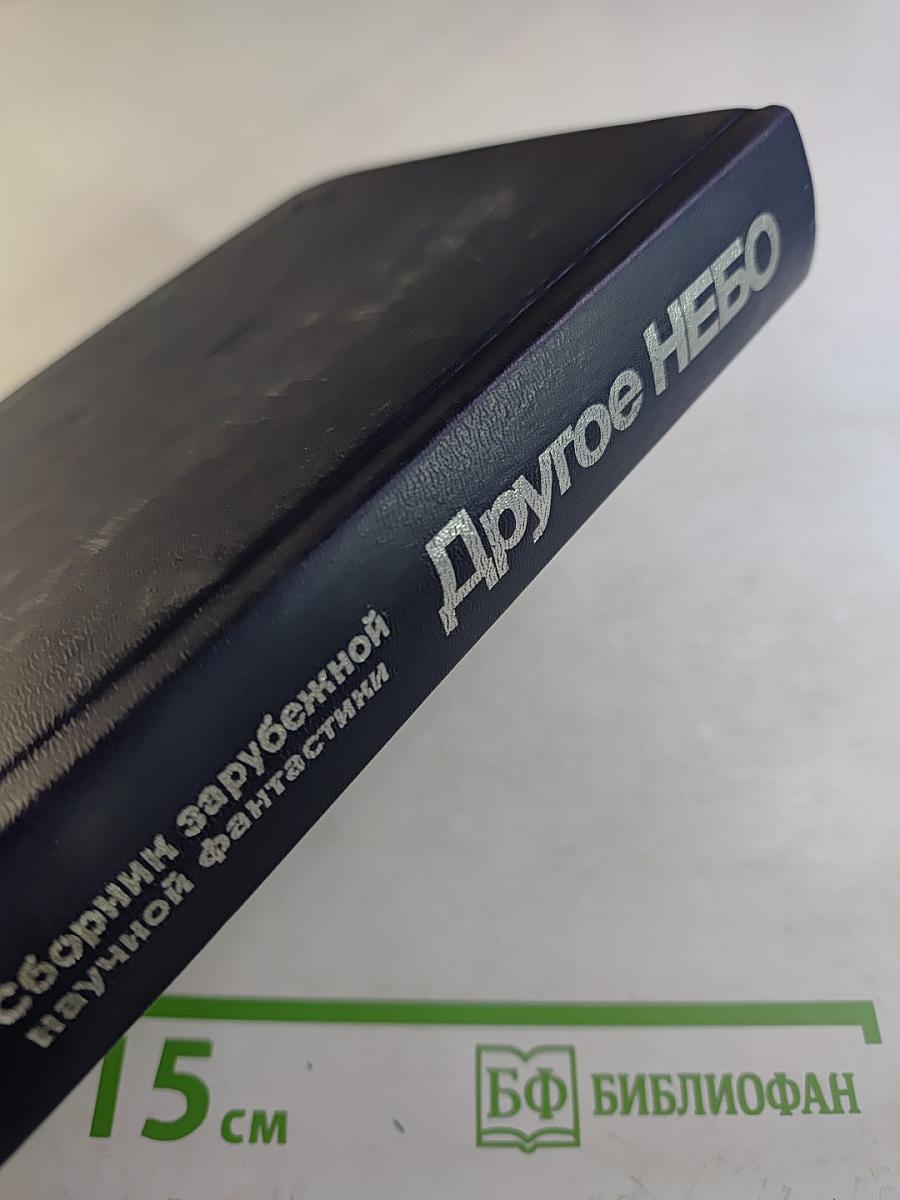 Сборник зарубежной
научной фантастики
Другое НЕБО
15 см
БФ БИБЛИОФАН